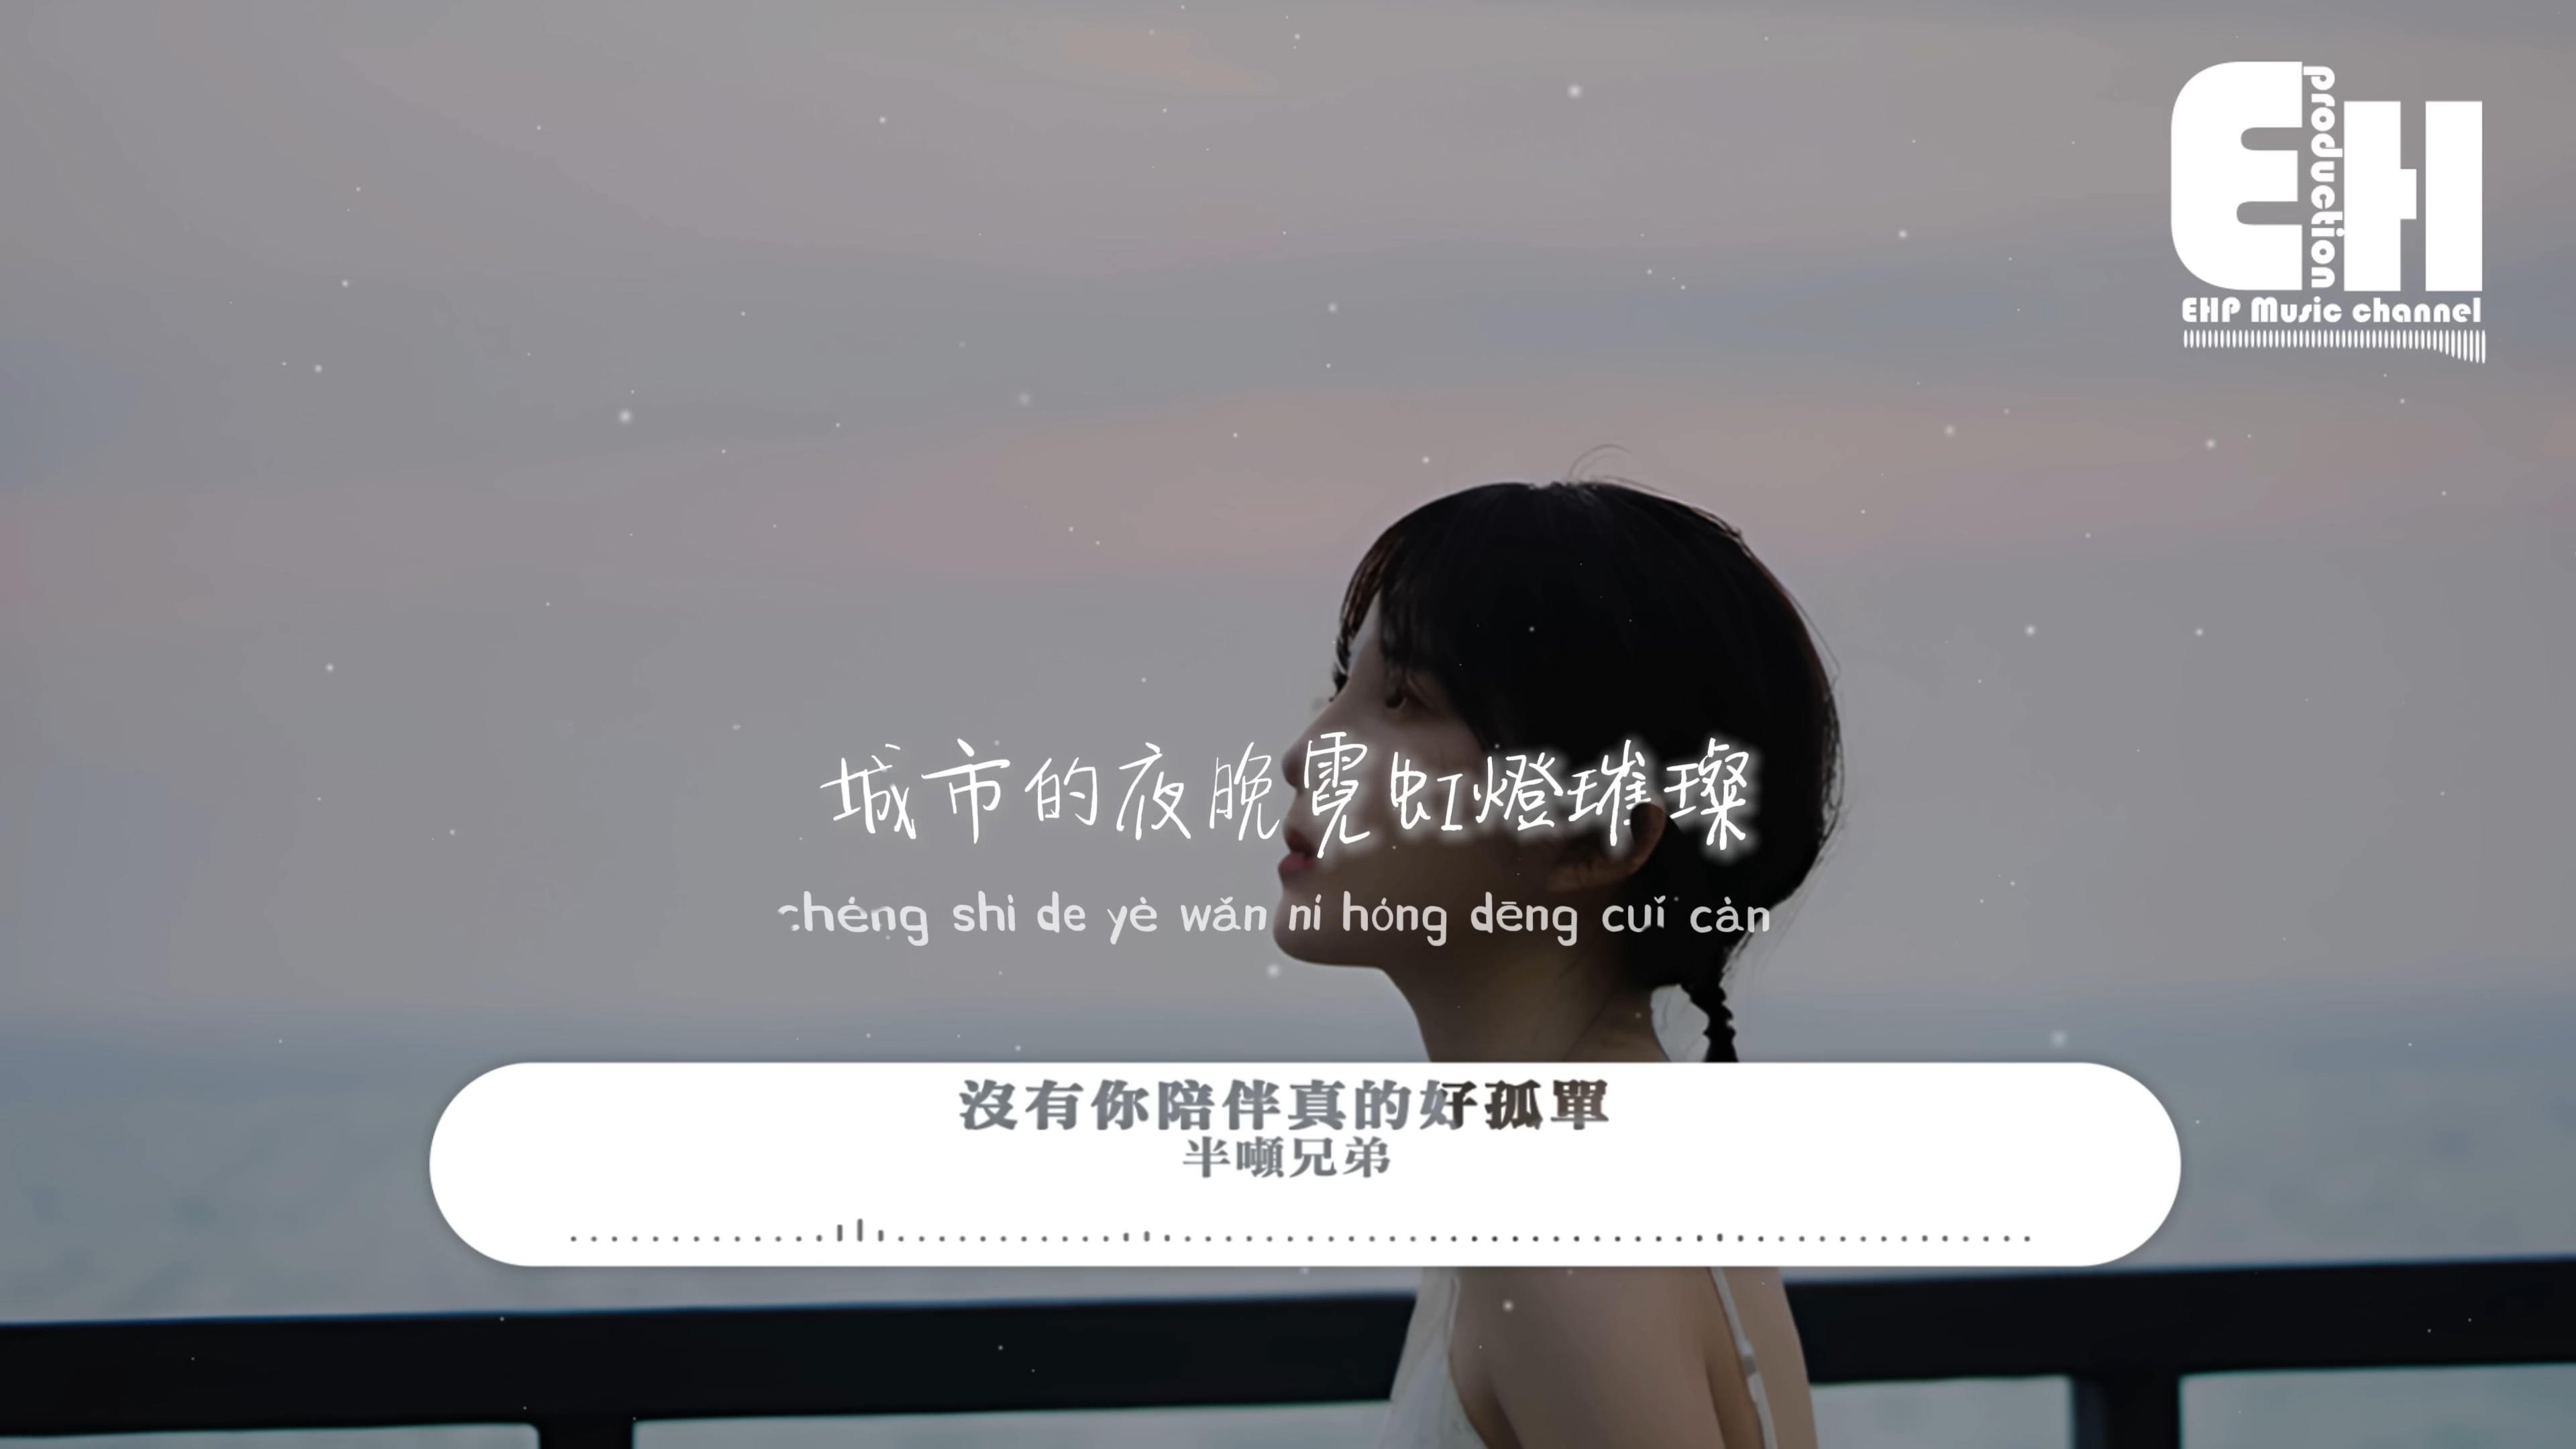 EH
production
EHP Music channel
城市的夜晚霓虹燈璀璨
chéng shì de yè wǎn ní hóng dēng cuǐ càn
沒有你陪伴真的好孤單
半噸兄弟